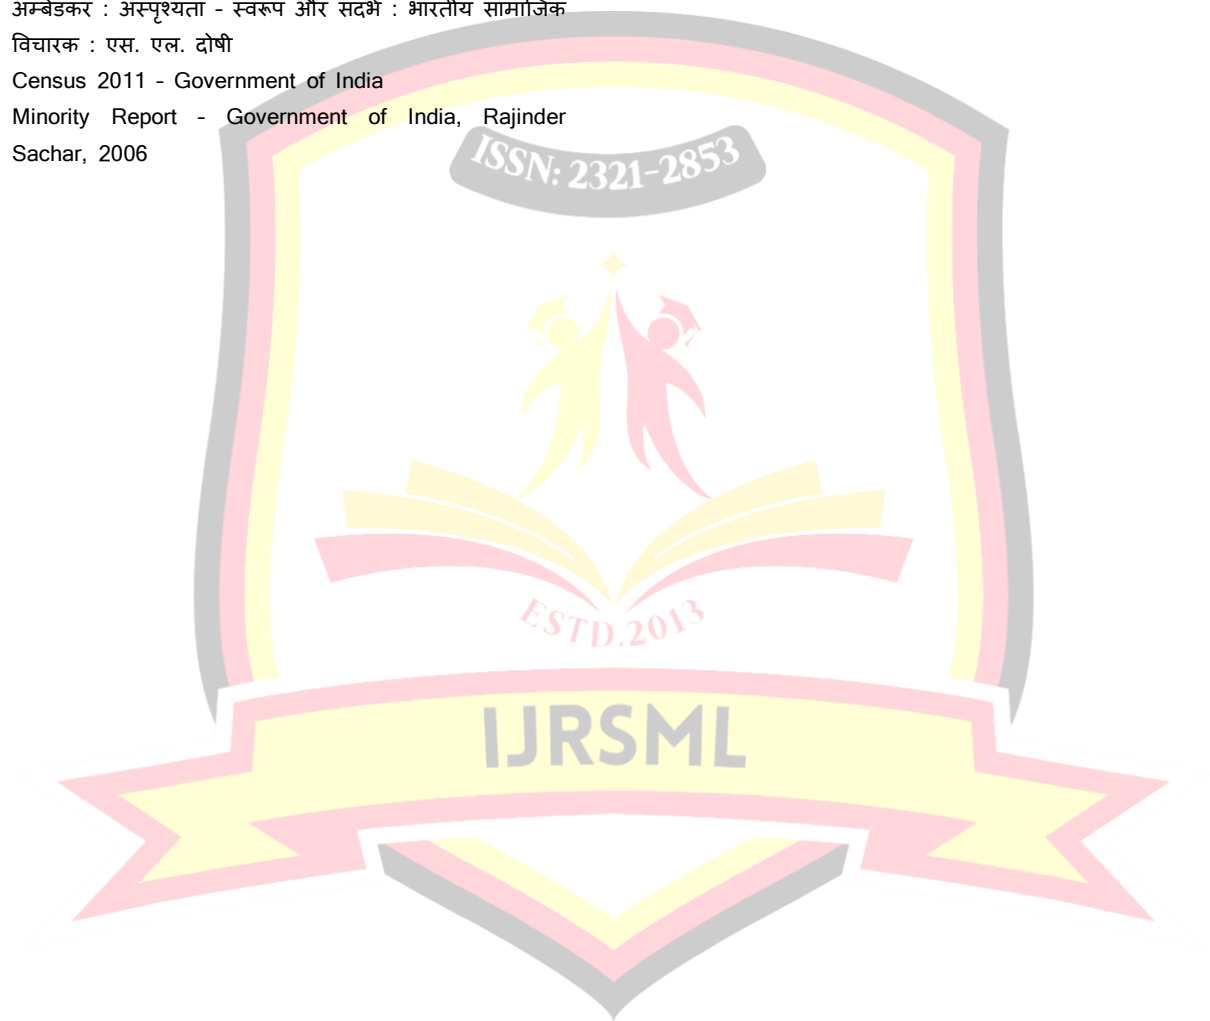 अम्बेडकर : अस्पृश्यता - स्वरूप और संदर्भ : भारतीय सामाजिक
विचारक : एस. एल. दोषी
Census 2011 - Government of India
Minority Report - Government of India, Rajinder
Sachar, 2006
ISSN: 2321-2853
ESTD.2013
IJRSML